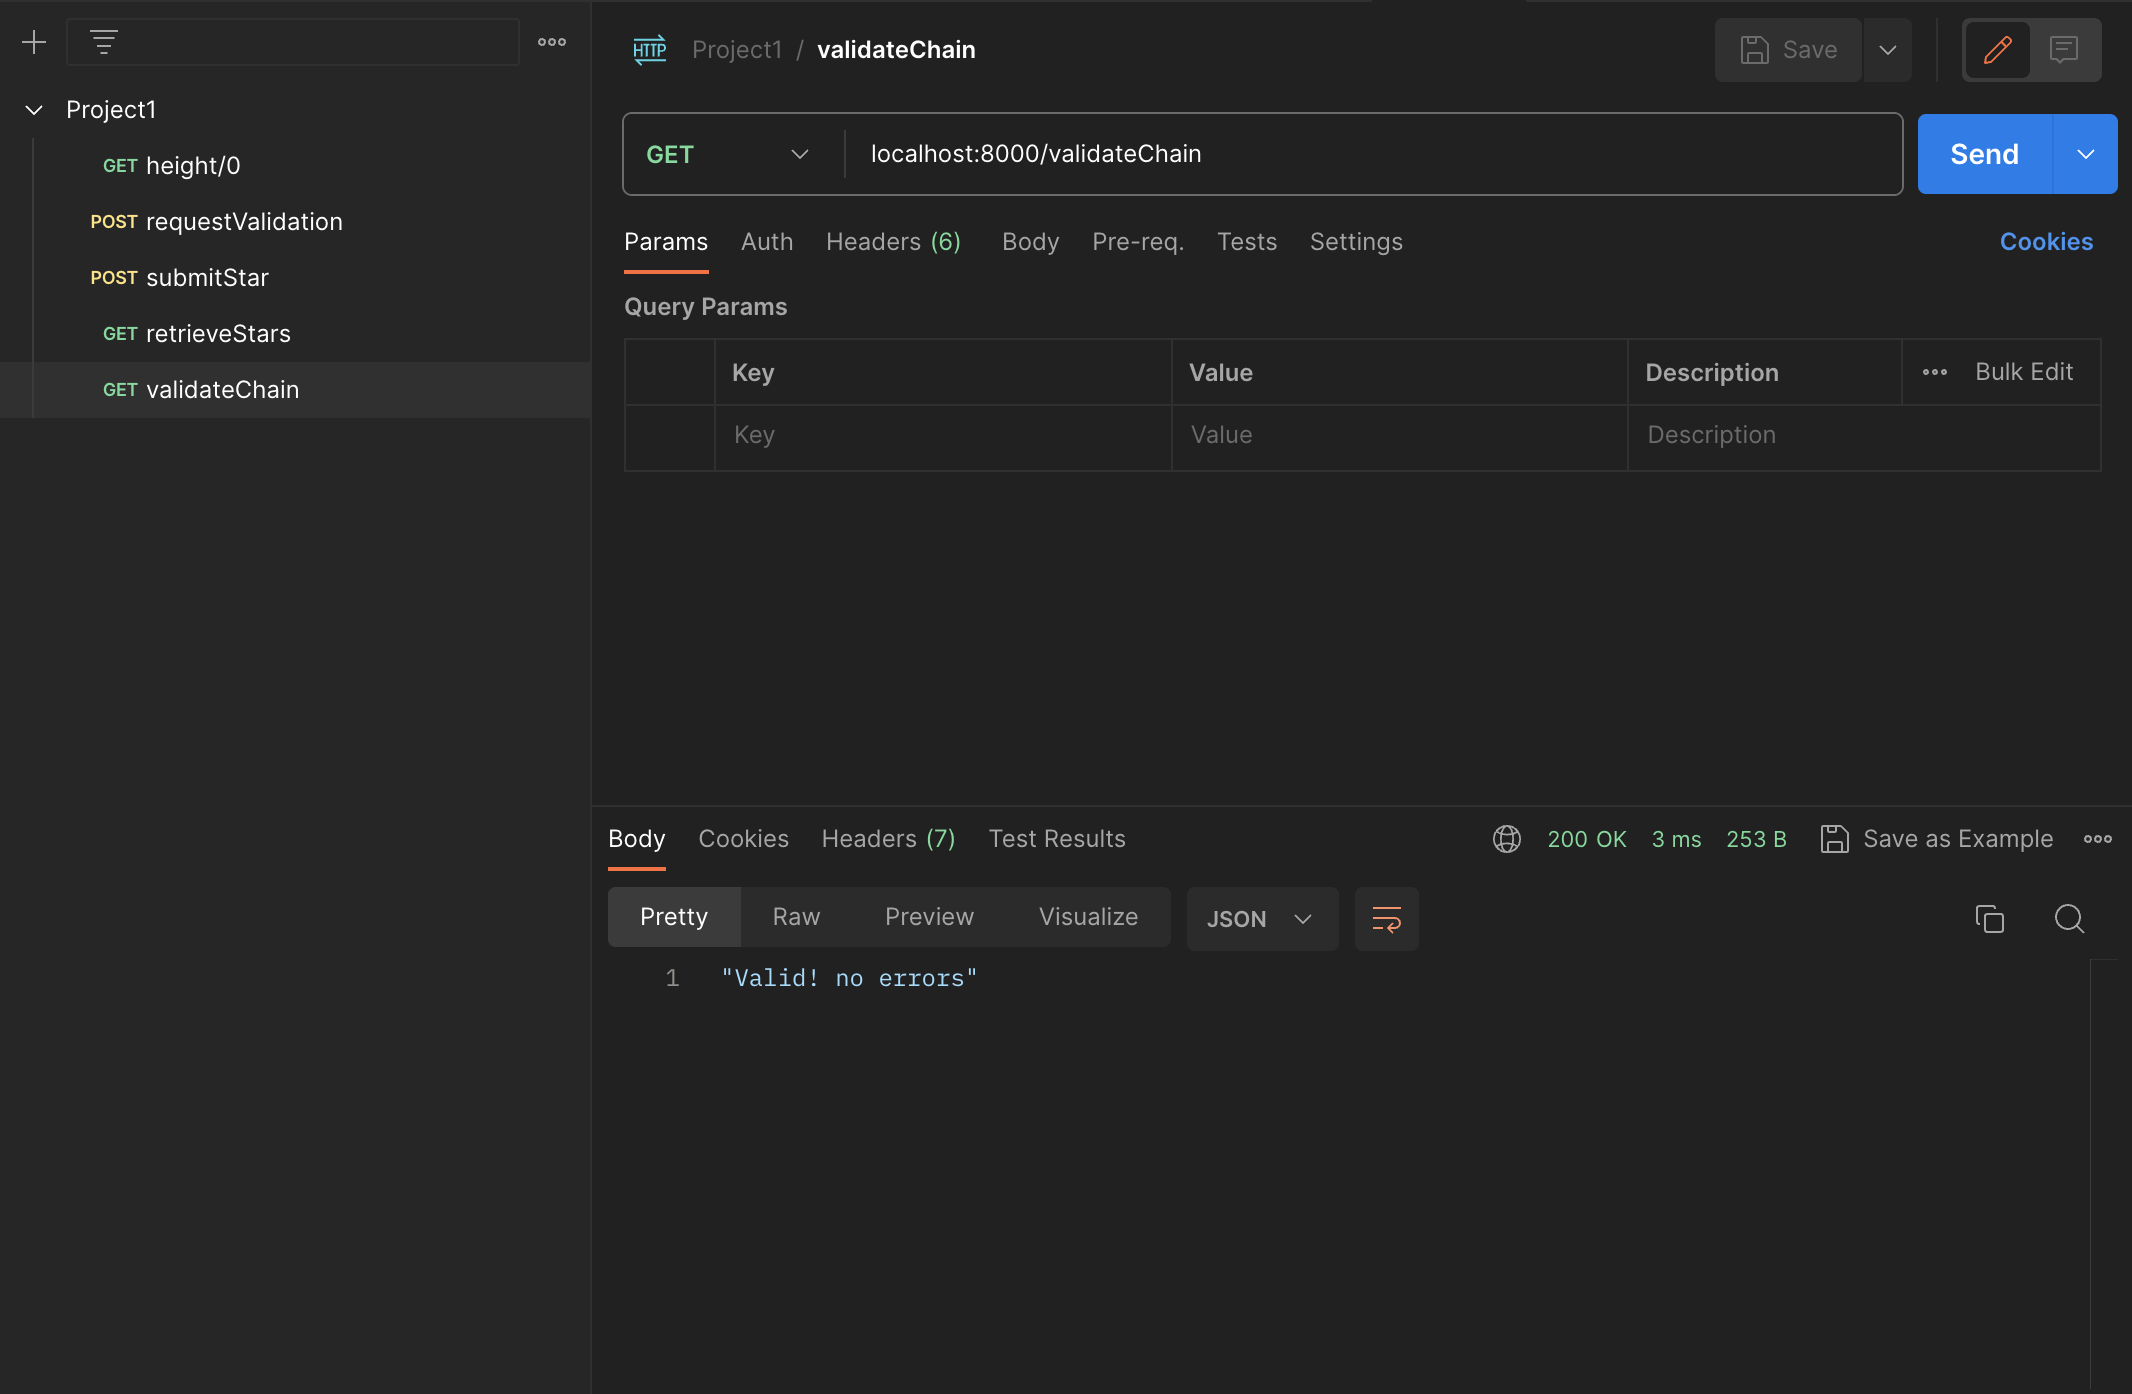 Project1
GET height/0
POST requestValidation
POST submitStar
GET retrieveStars
GET validateChain
HTTP Project1 / validateChain
Save
GET localhost:8000/validateChain
Send
Params Auth Headers (6) Body Pre-req. Tests Settings Cookies
Query Params
Key Value Description Bulk Edit
Key Value Description
Body Cookies Headers (7) Test Results 200 OK 3 ms 253 B Save as Example
Pretty Raw Preview Visualize JSON
1 "Valid! no errors"